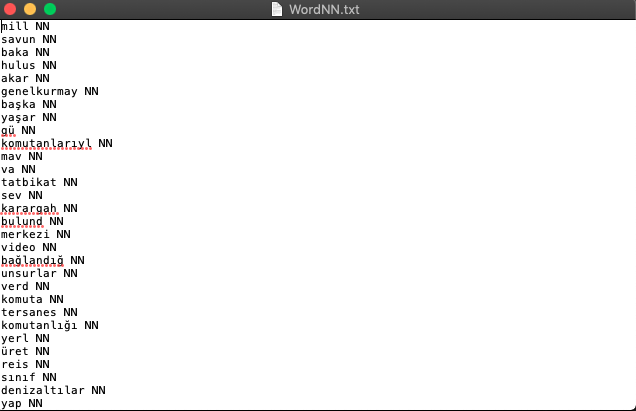 WordNN.txt
mill NN
savun NN
baka NN
hulus NN
akar NN
genelkurmay NN
başka NN
yaşar NN
gü NN
komutanlarıyl NN
mav NN
va NN
tatbikat NN
sev NN
karargah NN
bulund NN
merkezi NN
video NN
bağlandığ NN
unsurlar NN
verd NN
komuta NN
tersanes NN
komutanlığı NN
yerl NN
üret NN
reis NN
sınıf NN
denizaltılar NN
yap NN